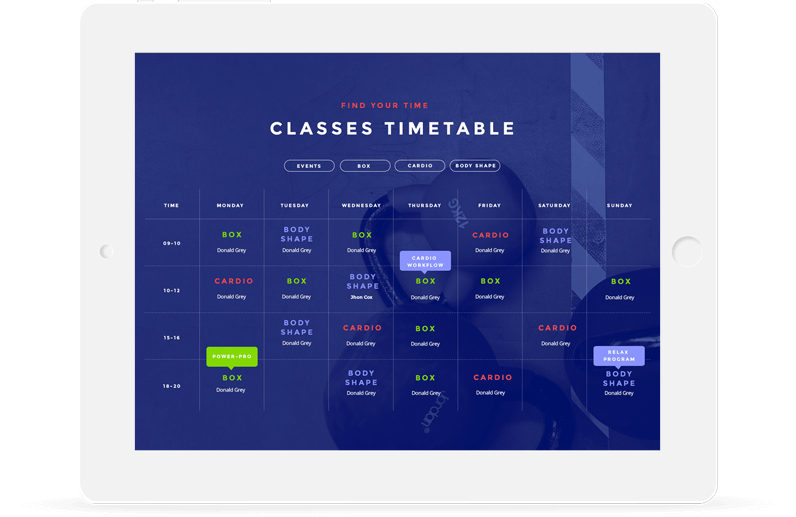 FIND YOUR TIME
CLASSES TIMETABLE
EVENTS BOX CARDIO BODY SHAPE
TIME MONDAY TUESDAY WEDNESDAY THURSDAY FRIDAY SATURDAY SUNDAY
09-10
BOX
Donald Grey
BODY
SHAPE
Donald Grey
BOX
Donald Grey
CARDIO
Donald Grey
BODY
SHAPE
Donald Grey
12KG
10-12
CARDIO
Donald Grey
BOX
Donald Grey
BODY
SHAPE
Jhon Cox
CARDIO
WORKFLOW
BOX
Donald Grey
BOX
Donald Grey
BOX
Donald Grey
15-16
BODY
SHAPE
Donald Grey
CARDIO
Donald Grey
BOX
Donald Grey
CARDIO
Donald Grey
18-20
POWER-PRO
BOX
Donald Grey
BODY
SHAPE
Donald Grey
BOX
Donald Grey
CARDIO
Donald Grey
RELAX
PROGRAM
BODY
SHAPE
Donald Grey
jordan®